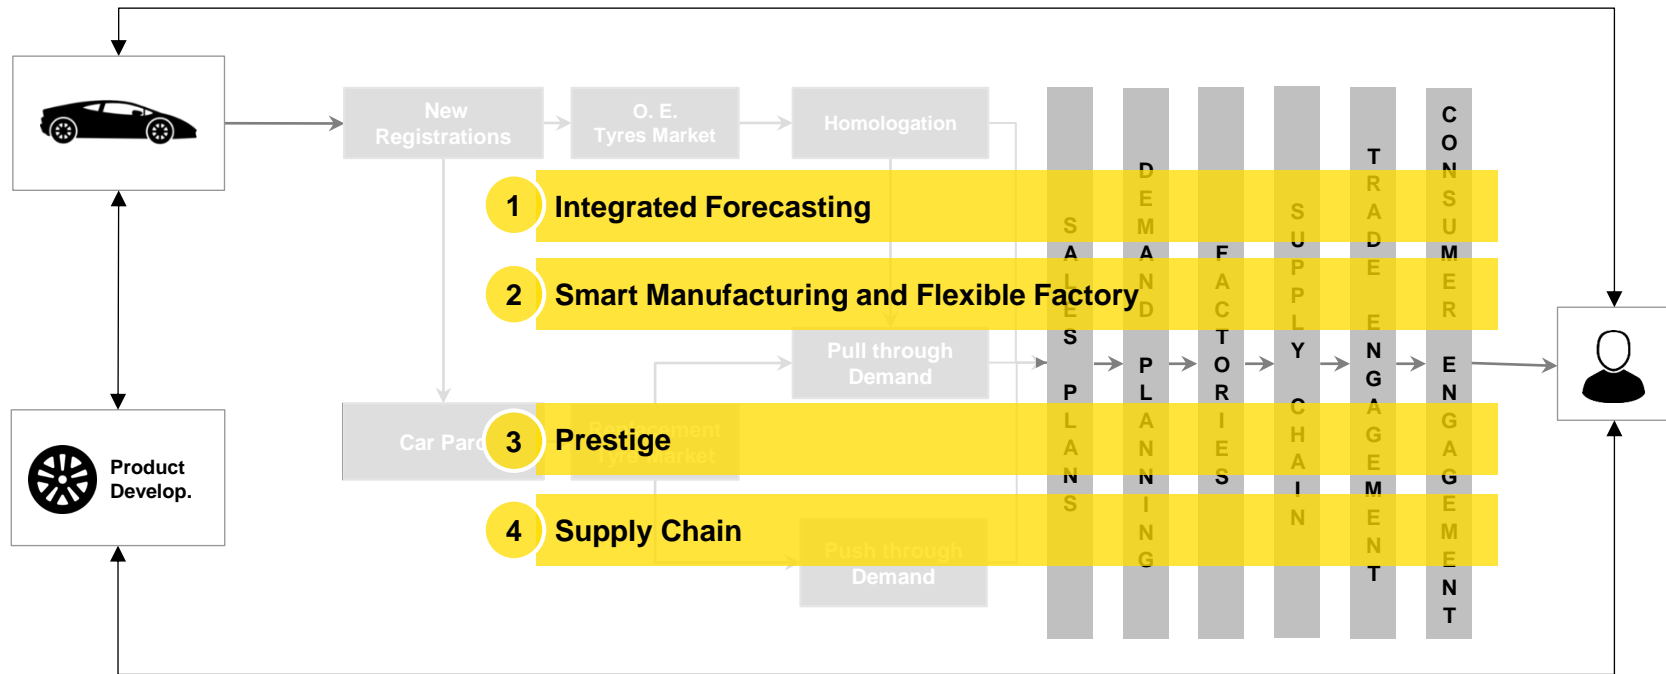 New
Registrations
O. E.
Tyres Market
Homologation
1 Integrated Forecasting
2 Smart Manufacturing and Flexible Factory
Pull through
Demand
Car Parc
Replacement
Tyre Market
3 Prestige
4 Supply Chain
Push through
Demand
Product
Develop.
SALES PLANS
DEMAND PLANNING
FACTORIES
SUPPLY CHAIN
TRADE ENGAGEMENT
CONSUMER ENGAGEMENT